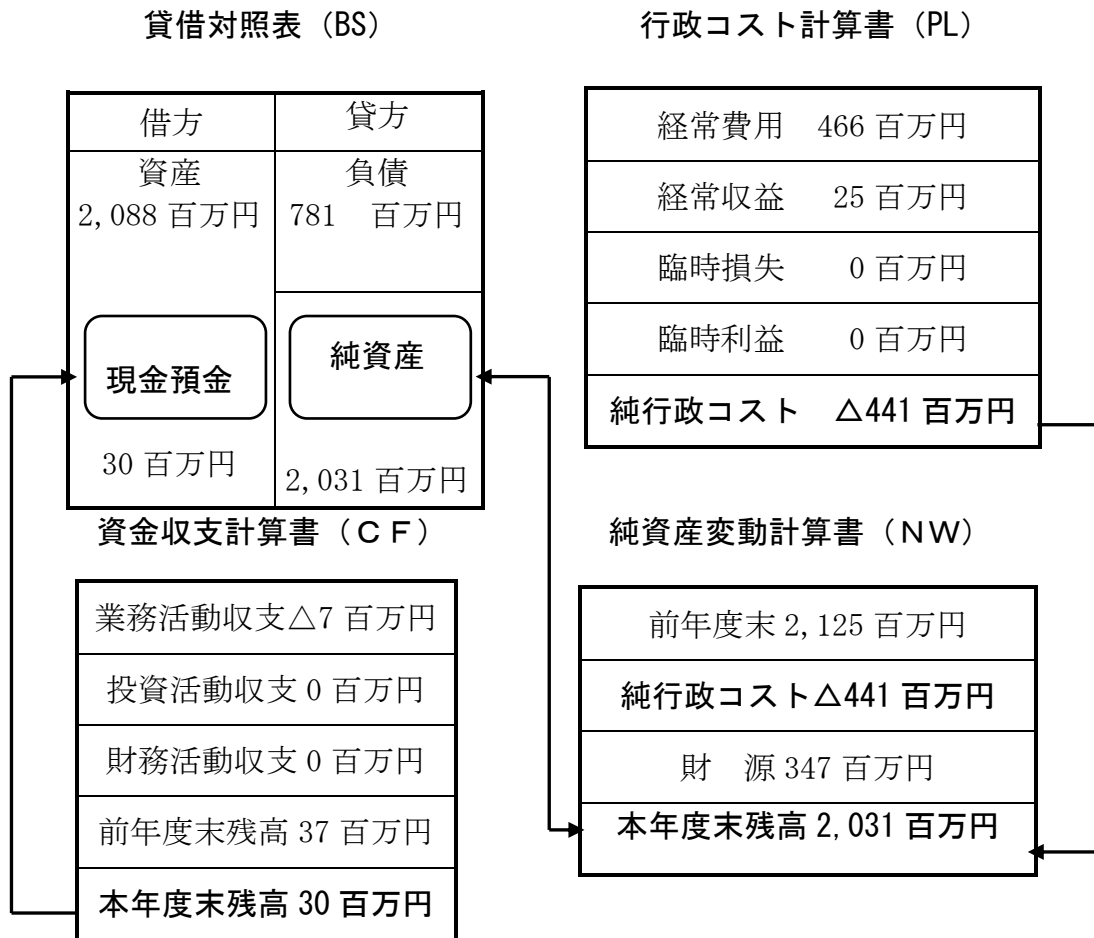 貸借対照表（BS）
借方
貸方
資産
2,088 百万円
負債
781　百万円
現金預金
30 百万円
純資産
2,031 百万円
行政コスト計算書（PL）
経常費用　466 百万円
経常収益　25 百万円
臨時損失　0 百万円
臨時利益　0 百万円
純行政コスト　△441 百万円
資金収支計算書（ＣＦ）
業務活動収支△7 百万円
投資活動収支 0 百万円
財務活動収支 0 百万円
前年度末残高 37 百万円
本年度末残高 30 百万円
純資産変動計算書（ＮＷ）
前年度末 2,125 百万円
純行政コスト△441 百万円
財　源 347 百万円
本年度末残高 2,031 百万円